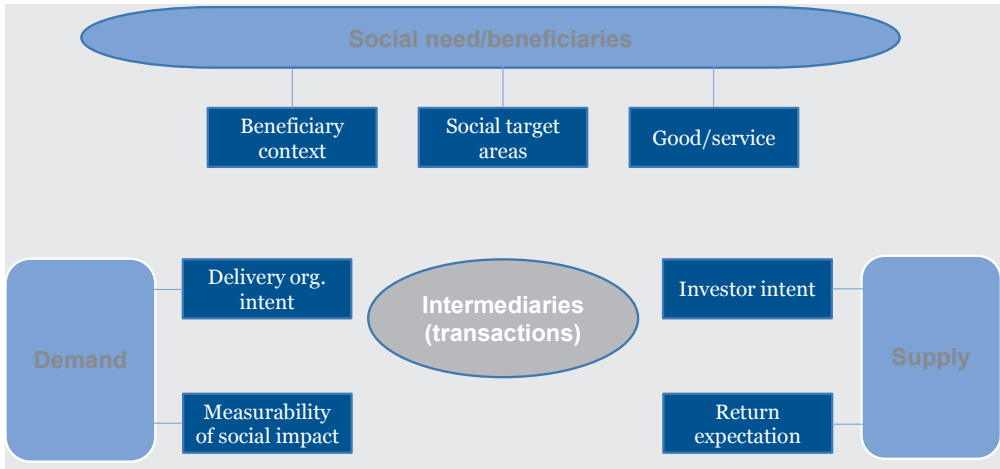 Social need/beneficiaries
Beneficiary
context
Social target
areas
Good/service
Demand
Delivery org.
intent
Measurability
of social impact
Intermediaries
(transactions)
Investor intent
Return
expectation
Supply